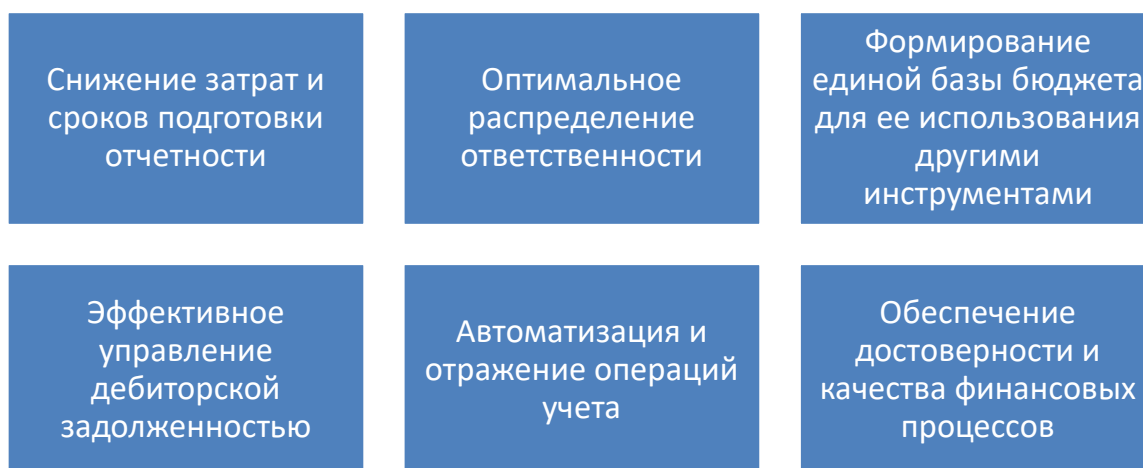 Снижение затрат и
сроков подготовки
отчетности
Оптимальное
распределение
ответственности
Формирование
единой базы бюджета
для ее использования
другими
инструментами
Эффективное
управление
дебиторской
задолженностью
Автоматизация и
отражение операций
учета
Обеспечение
достоверности и
качества финансовых
процессов